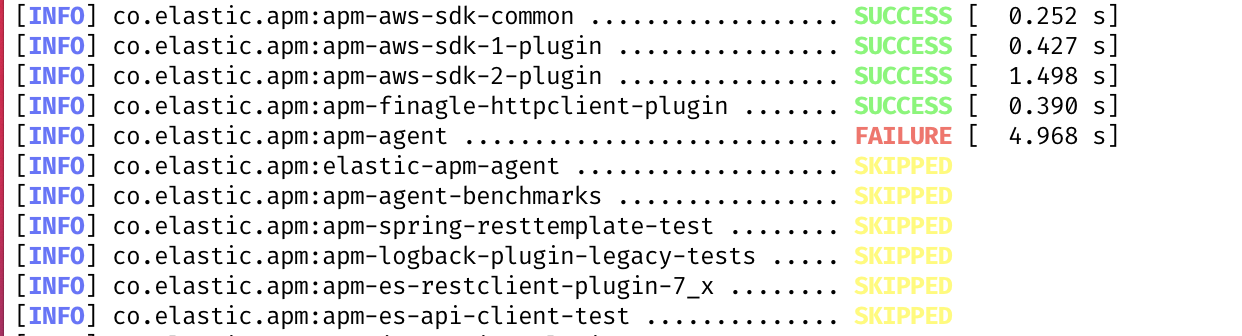 [INFO] co.elastic.apm:apm-aws-sdk-common .................. SUCCESS [  0.252 s]
[INFO] co.elastic.apm:apm-aws-sdk-1-plugin ................ SUCCESS [  0.427 s]
[INFO] co.elastic.apm:apm-aws-sdk-2-plugin ................ SUCCESS [  1.498 s]
[INFO] co.elastic.apm:apm-finagle-httpclient-plugin ....... SUCCESS [  0.390 s]
[INFO] co.elastic.apm:apm-agent ........................... FAILURE [  4.968 s]
[INFO] co.elastic.apm:elastic-apm-agent ................... SKIPPED
[INFO] co.elastic.apm:apm-agent-benchmarks ................ SKIPPED
[INFO] co.elastic.apm:apm-spring-resttemplate-test ........ SKIPPED
[INFO] co.elastic.apm:apm-logback-plugin-legacy-tests ..... SKIPPED
[INFO] co.elastic.apm:apm-es-restclient-plugin-7_x ........ SKIPPED
[INFO] co.elastic.apm:apm-es-api-client-test .............. SKIPPED